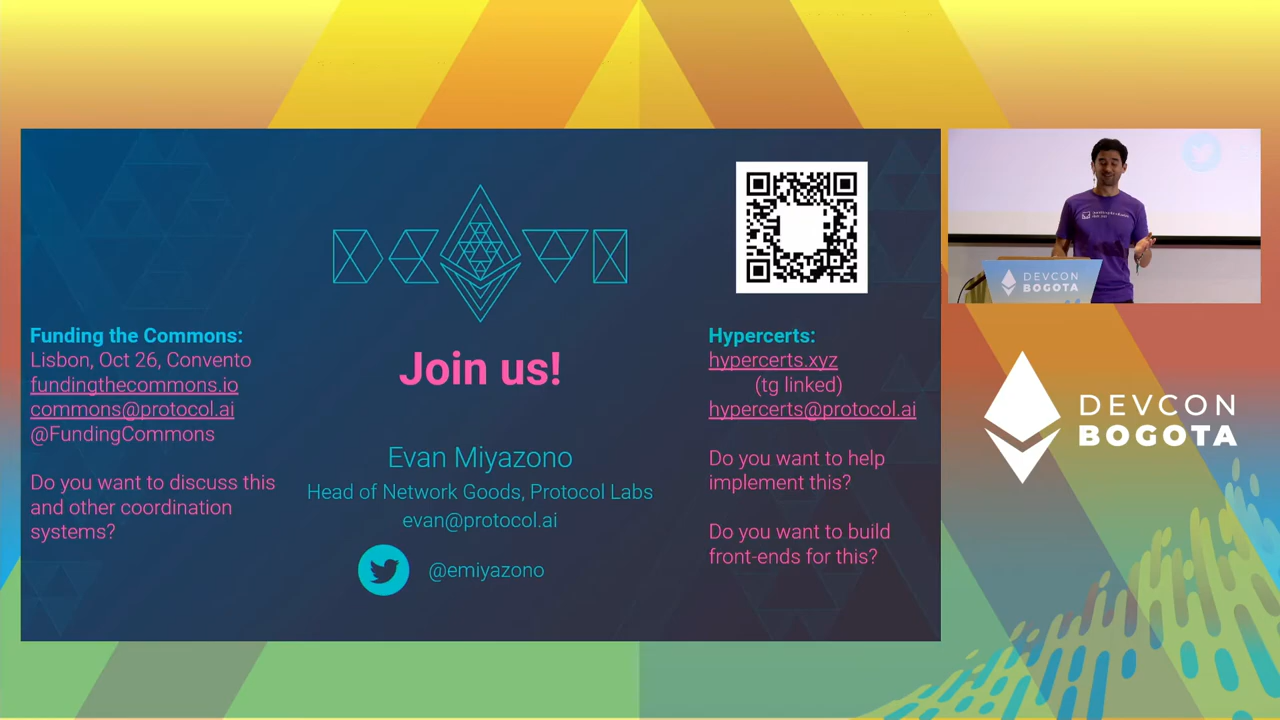 Funding the Commons:
Lisbon, Oct 26, Convento
fundingthecommons.io
commons@protocol.ai
@FundingCommons
Do you want to discuss this
and other coordination
systems?
DEVVI
Join us!
Evan Miyazono
Head of Network Goods, Protocol Labs
evan@protocol.ai
@emiyazono
Hypercerts:
hypercerts.xyz
(tg linked)
hypercerts@protocol.ai
Do you want to help
implement this?
Do you want to build
front-ends for this?
DEVCON
BOGOTA
DEVCON
BOGOTA